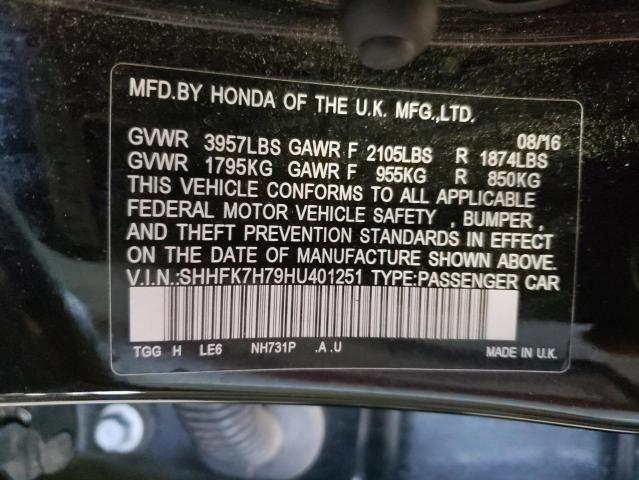 MFD.BY HONDA OF THE U.K. MFG.,LTD.
08/16
GVWR 3957LBS GAWR F 2105LBS R 1874LBS
GVWR 1795KG GAWR F 955KG R 850KG
THIS VEHICLE CONFORMS TO ALL APPLICABLE
FEDERAL MOTOR VEHICLE SAFETY , BUMPER ,
AND THEFT PREVENTION STANDARDS IN EFFECT
ON THE DATE OF MANUFACTURE SHOWN ABOVE.
V.I.N.:SHHFK7H79HU401251 TYPE:PASSENGER CAR
TGG H LE6 NH731P .A .U MADE IN U.K.